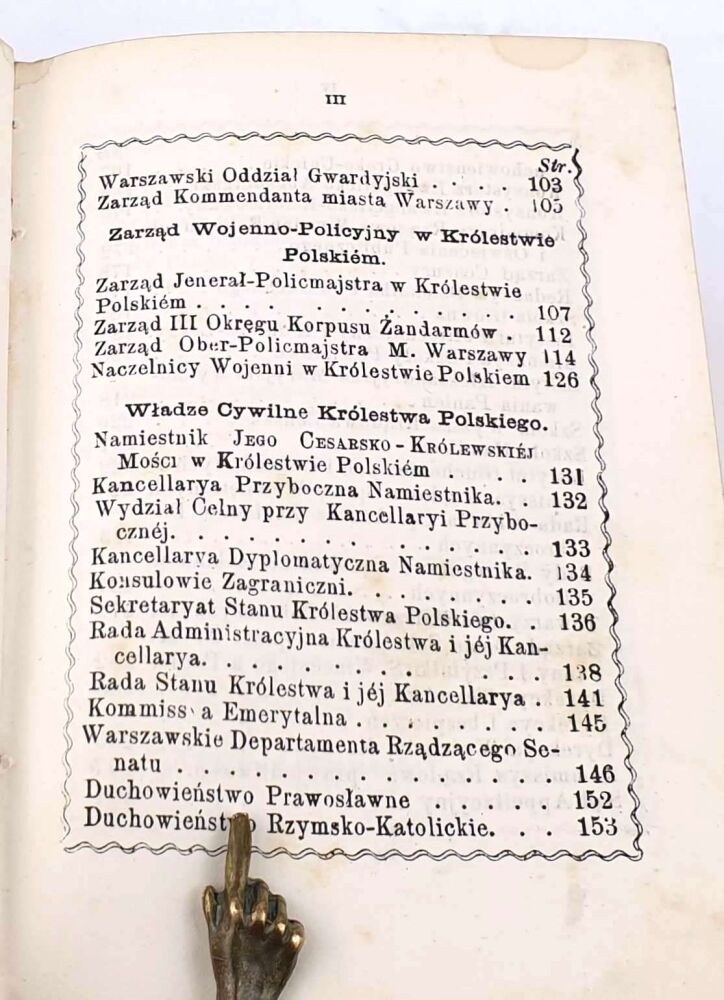 III
Str.
Warszawski Oddział Gwardyjski . . . . . 103
Zarząd Kommendanta miasta Warszawy . 105
Zarząd Wojenno-Policyjny w Królestwie
Polskiém.
Zarząd Jenerał-Policmajstra w Królestwie
Polskiém . . . . . . . . . . . . . 107
Zarząd III Okręgu Korpusu Żandarmów . 112
Zarząd Ober-Policmajstra M. Warszawy 114
Naczelnicy Wojenni w Królestwie Polskiem 126
Władze Cywilne Królestwa Polskiego.
Namiestnik Jego Cesarsko-Królewskiéj
Mości w Królestwie Polskiém . . . . 131
Kancellarya Przyboczna Namiestnika. . 132
Wydział Celny przy Kancellaryi Przybo-
cznéj. . . . . . . . . . . . . . 133
Kancellarya Dyplomatyczna Namiestnika. 134
Konsulowie Zagraniczni. . . . . . . . 135
Sekretaryat Stanu Królestwa Polskiego. . 136
Rada Administracyjna Królestwa i jéj Kan-
cellarya. . . . . . . . . . . . . 138
Rada Stanu Królestwa i jéj Kancellarya . 141
Kommiss a Emerytalna . . . . . . . . 145
Warszawskie Departamenta Rządzącego Se-
natu . . . . . . . . . . . . . . . 146
Duchowieństwo Prawosławne . . . . . . 152
Duchowieństwo Rzymsko-Katolickie. . . 153